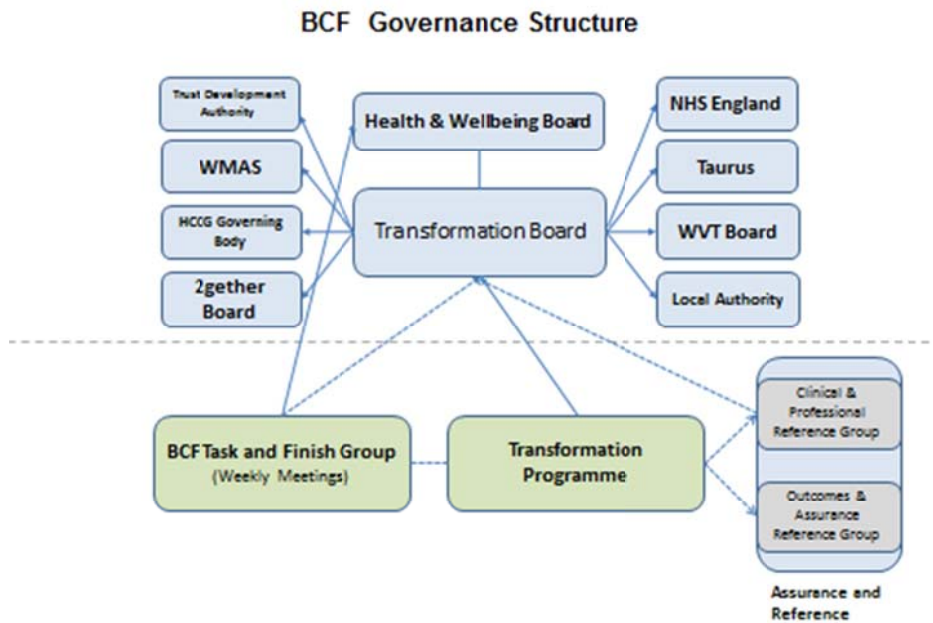 BCF Governance Structure
Trust Development
Authority
WMAS
HCCG Governing
Body
2gether
Board
Health & Wellbeing Board
Transformation Board
NHS England
Taurus
WVT Board
Local Authority
BCF Task and Finish Group
(Weekly Meetings)
Transformation
Programme
Clinical &
Professional
Reference Group
Outcomes &
Assurance
Reference Group
Assurance and
Reference